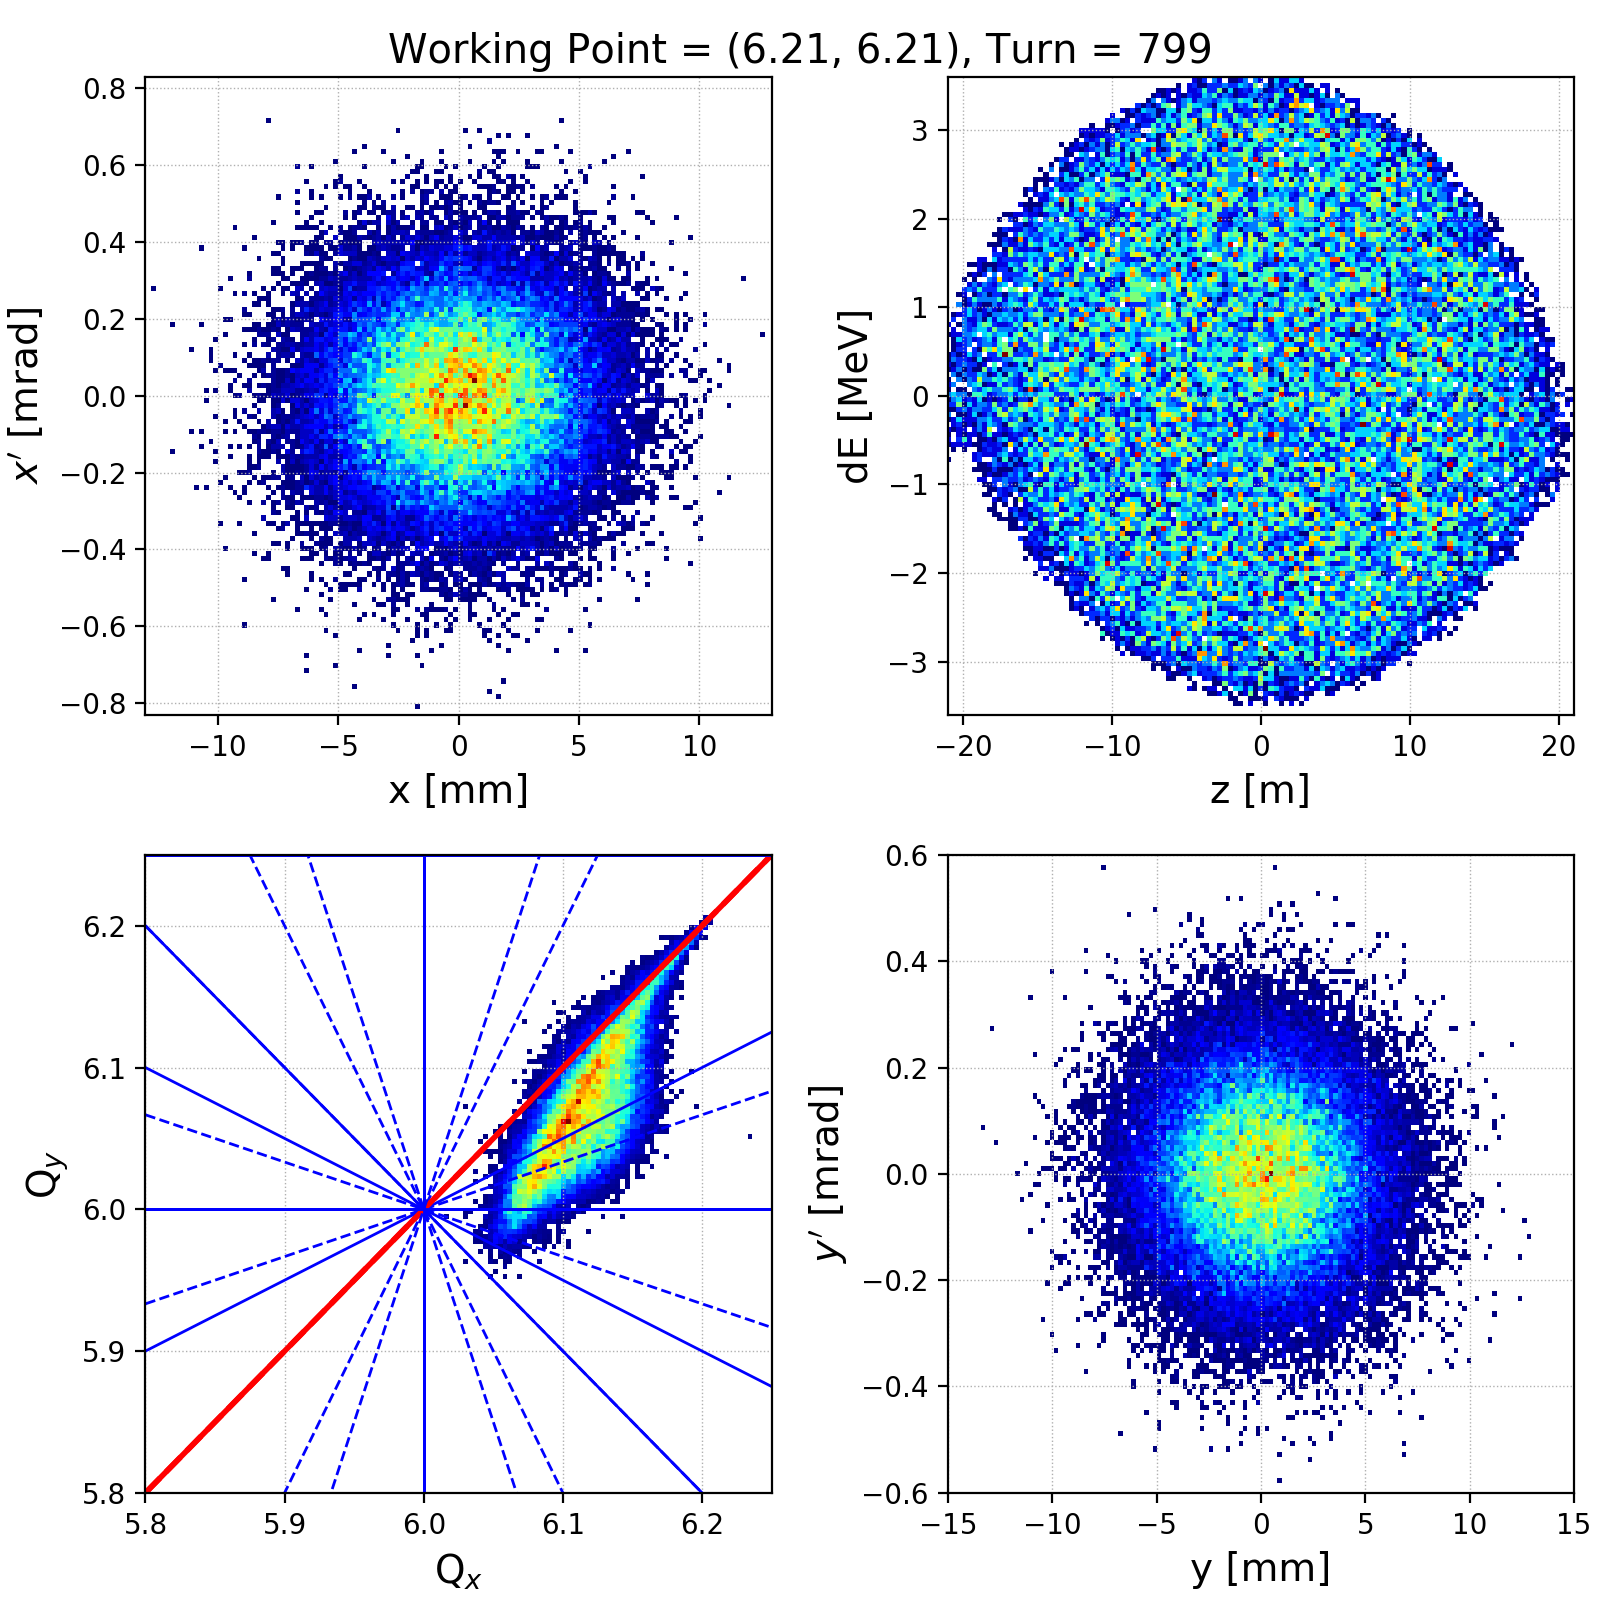 Working Point = (6.21, 6.21), Turn = 799
0.8
0.6
0.4
0.2
0.0
−0.2
−0.4
−0.6
−0.8
x′ [mrad]
−10 −5 0 5 10
x [mm]
3
2
1
0
−1
−2
−3
dE [MeV]
−20 −10 0 10 20
z [m]
6.2
6.1
6.0
5.9
5.8
Qy
5.8 5.9 6.0 6.1 6.2
Qx
0.6
0.4
0.2
0.0
−0.2
−0.4
−0.6
y′ [mrad]
−15 −10 −5 0 5 10 15
y [mm]